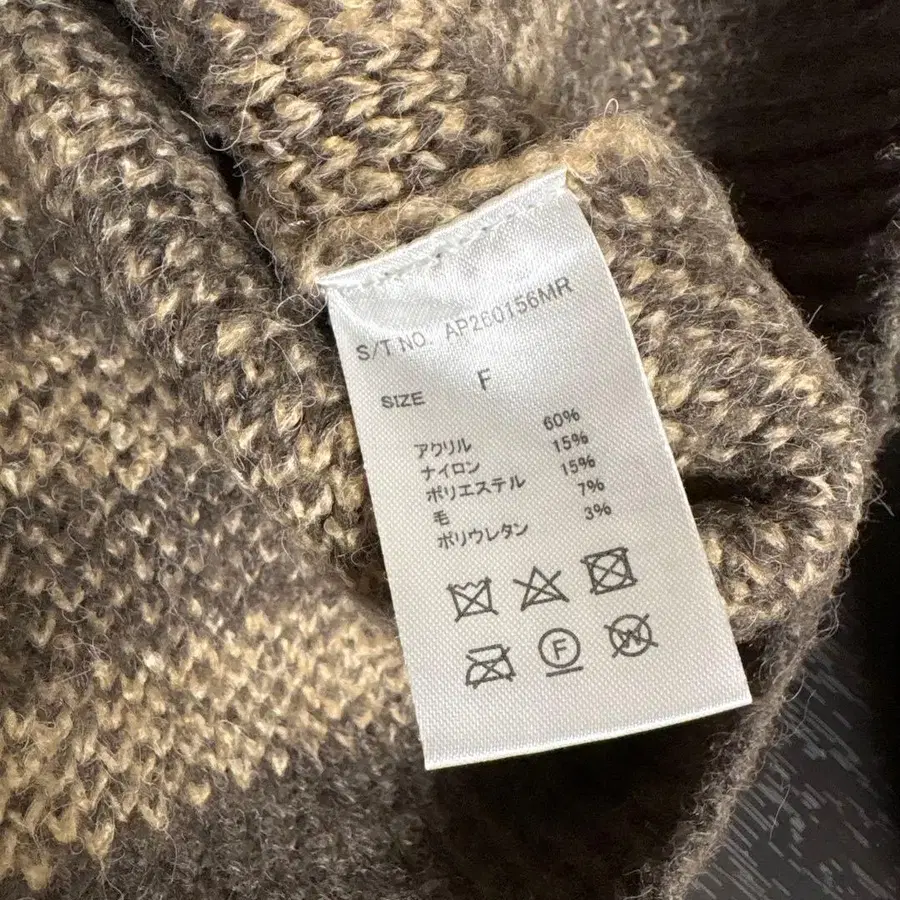 S/T NO. AP260156MR
SIZE F
アクリル 60%
ナイロン 15%
ポリエステル 15%
毛 7%
ポリウレタン 3%
F
W